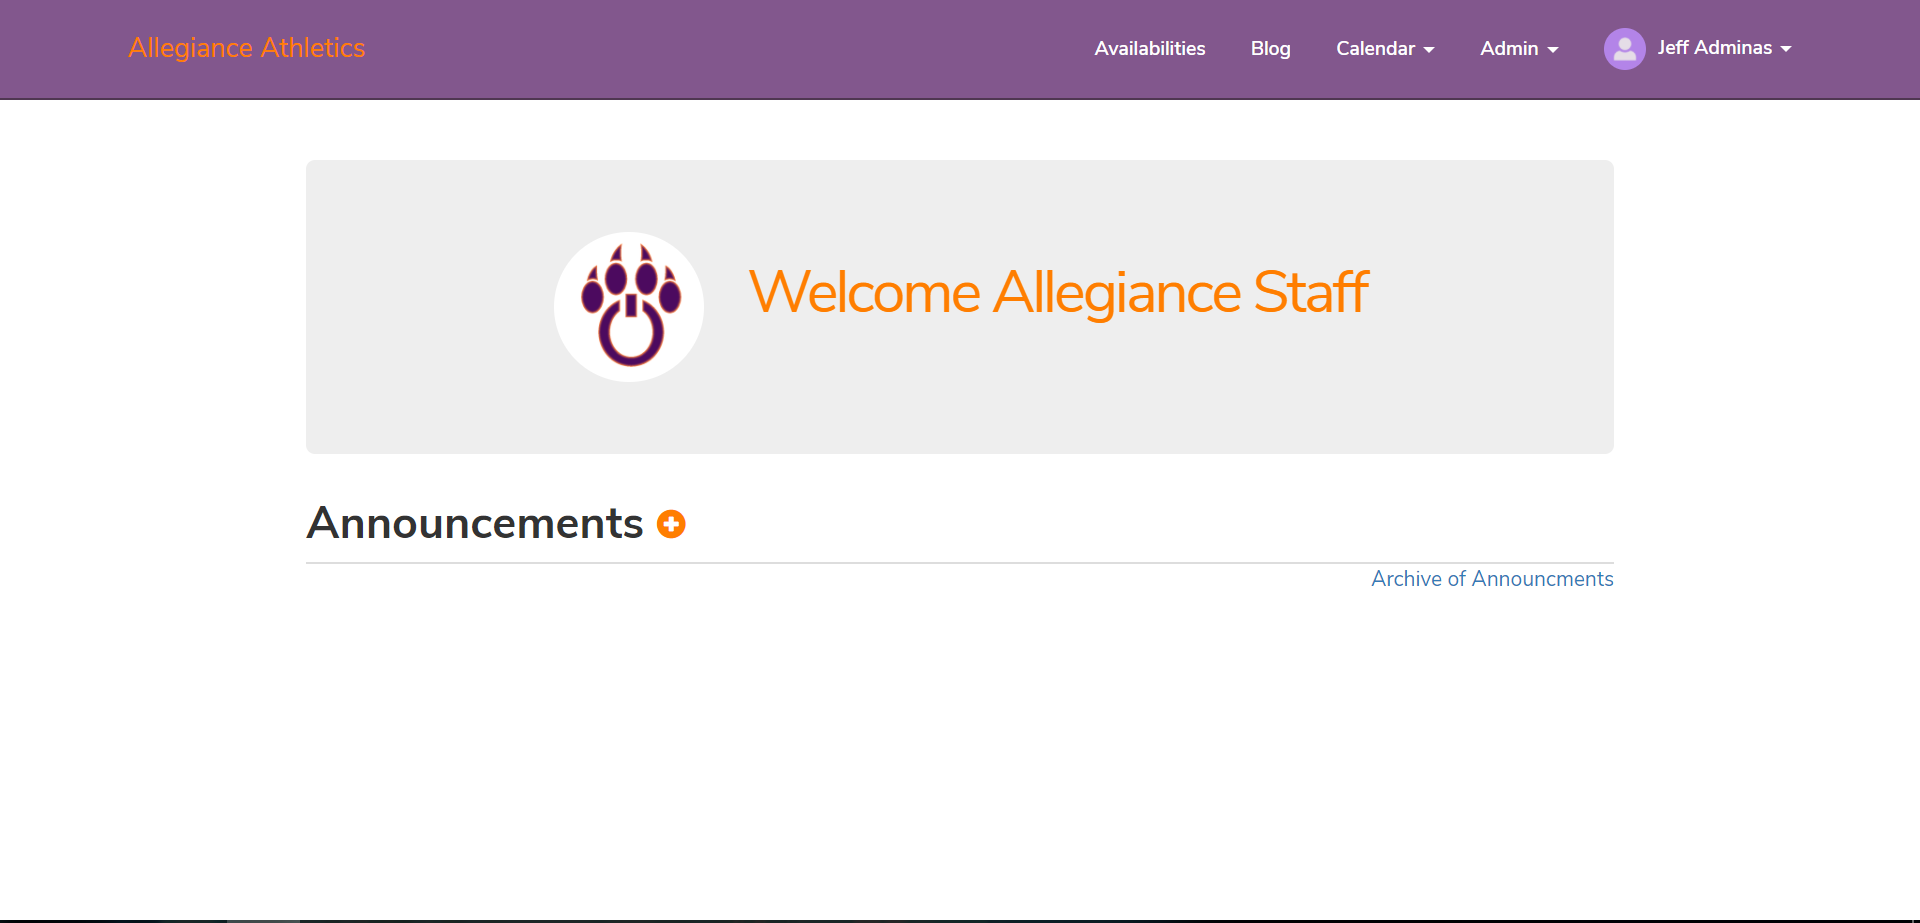 Allegiance Athletics
Availabilities Blog Calendar Admin Jeff Adminas
Welcome Allegiance Staff
Announcements
Archive of Announcments